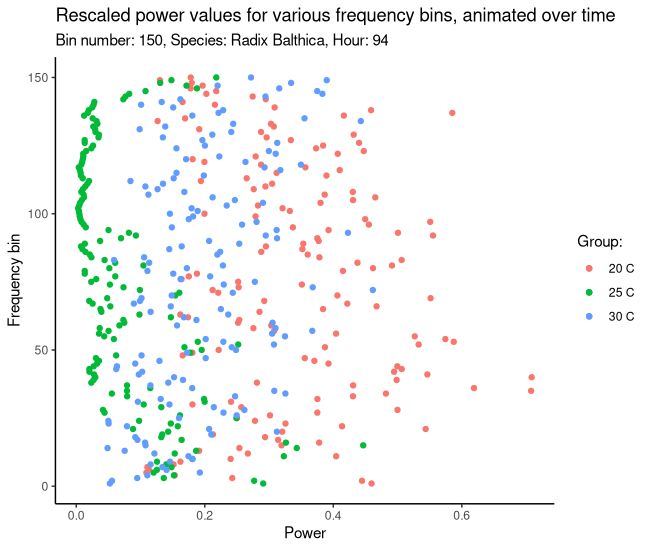 Rescaled power values for various frequency bins, animated over time
Bin number: 150, Species: Radix Balthica, Hour: 94
150
100
50
0
Frequency bin
0.0 0.2 0.4 0.6
Power
Group:
20 C
25 C
30 C